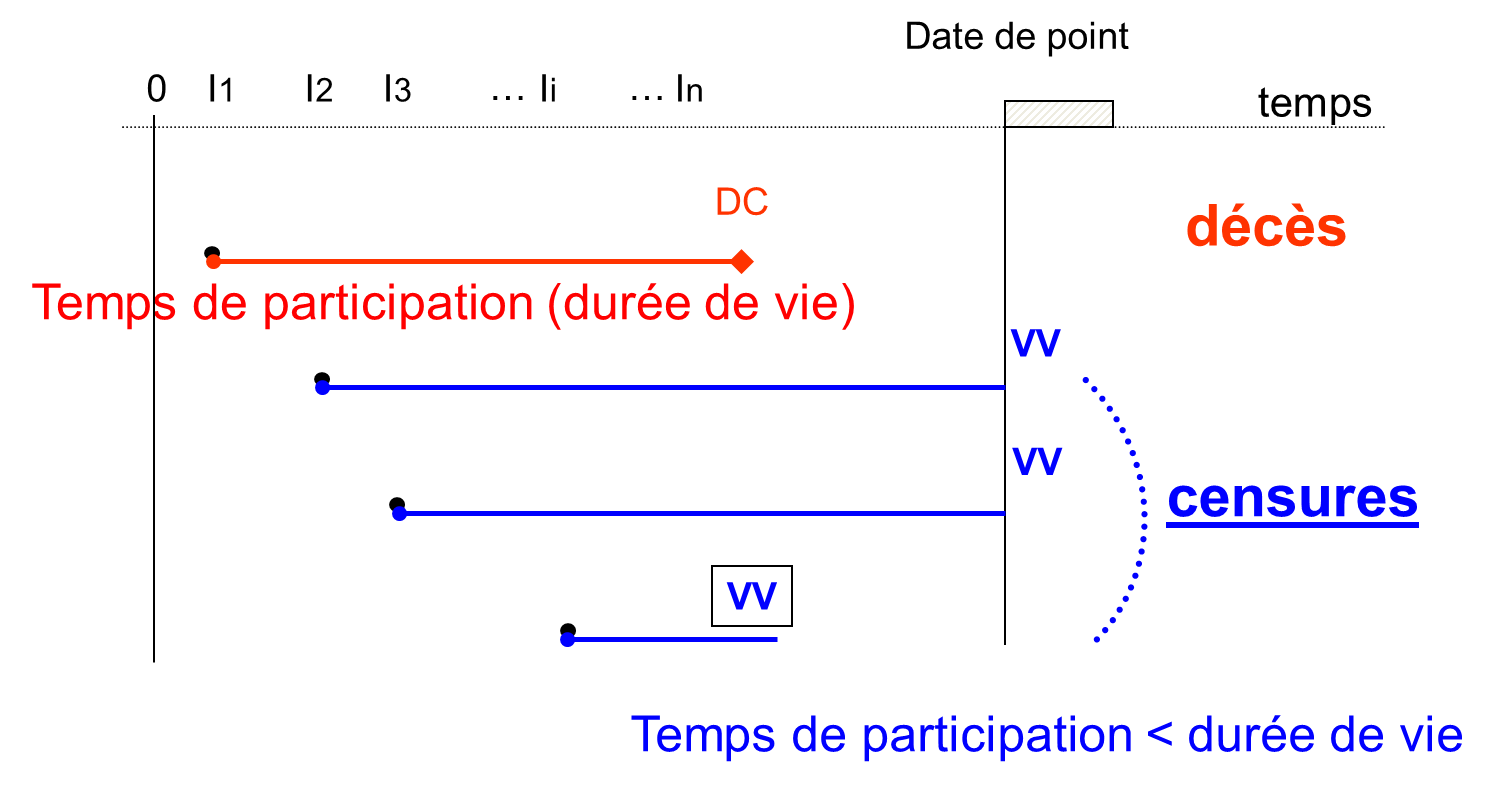 Date de point
0 I1 I2 I3 … Ii … In
temps
DC
décès
Temps de participation (durée de vie)
VV
VV
censures
VV
Temps de participation < durée de vie